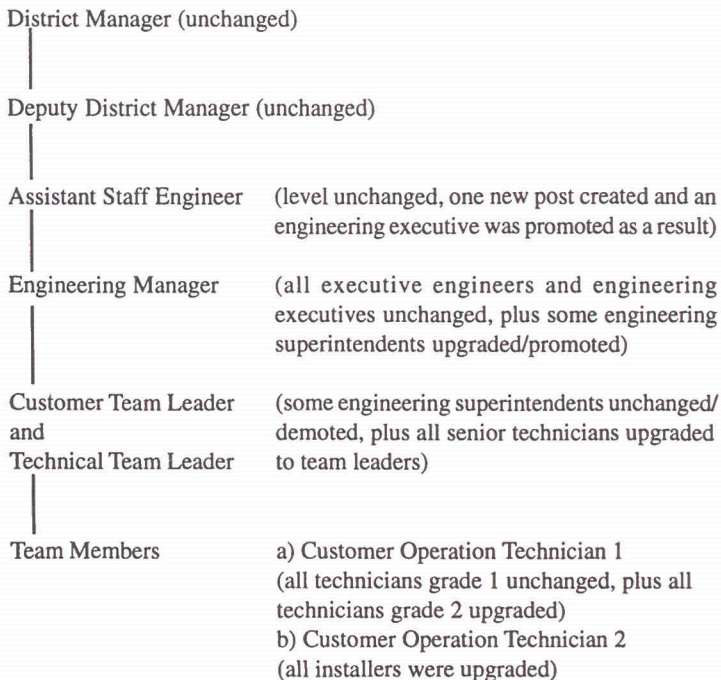 District Manager (unchanged)
Deputy District Manager (unchanged)
Assistant Staff Engineer (level unchanged, one new post created and an
engineering executive was promoted as a result)
Engineering Manager (all executive engineers and engineering
executives unchanged, plus some engineering
superintendents upgraded/promoted)
Customer Team Leader (some engineering superintendents unchanged/
and demoted, plus all senior technicians upgraded
Technical Team Leader to team leaders)
Team Members a) Customer Operation Technician 1
(all technicians grade 1 unchanged, plus all
technicians grade 2 upgraded)
b) Customer Operation Technician 2
(all installers were upgraded)